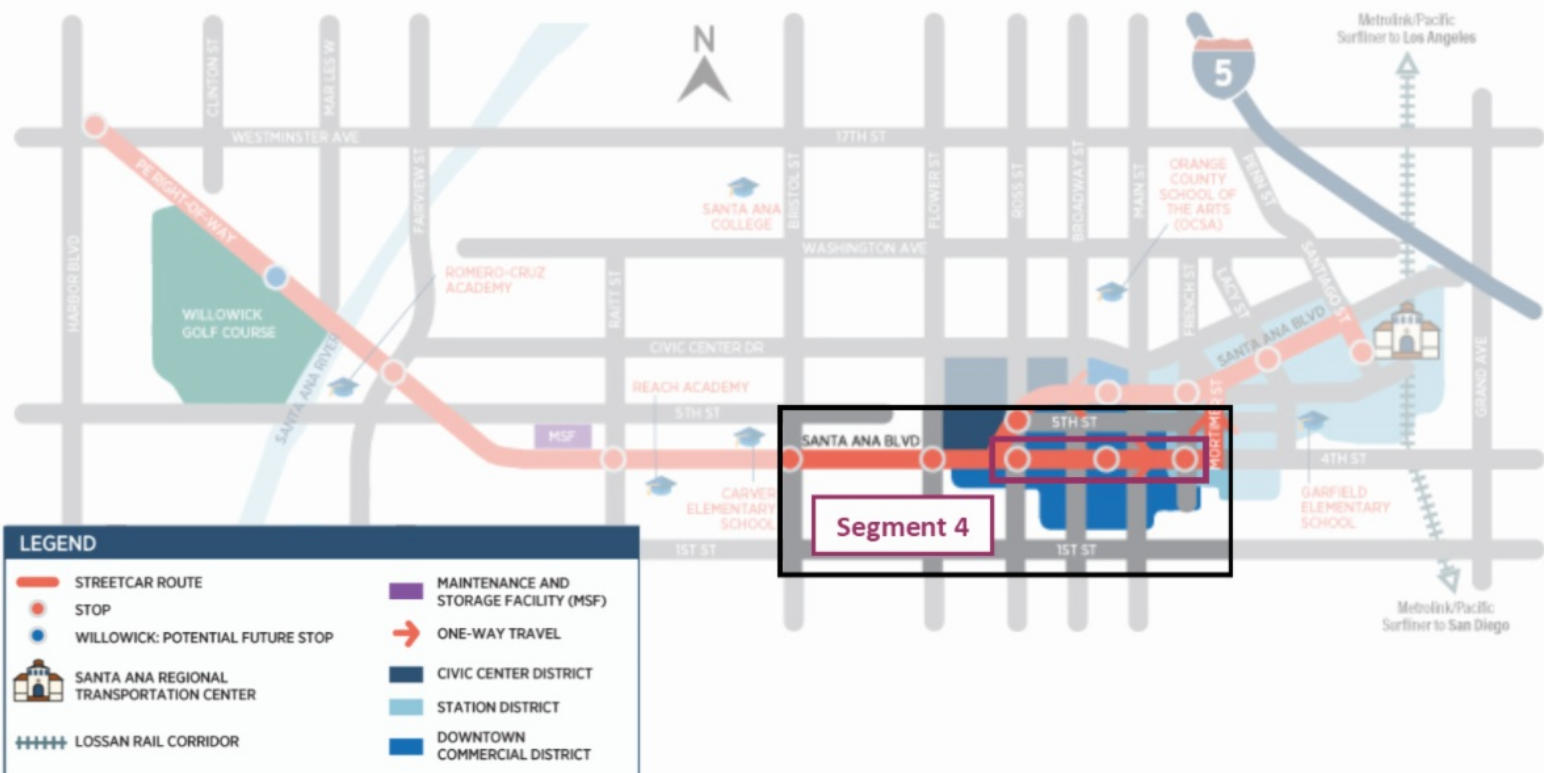 Metrolink/Pacific
Surfliner to Los Angeles
N
5
CLINTON ST
MAR LES W
WESTMINSTER AVE
17TH ST
PE RIGHT-OF-WAY
FAIRVIEW ST
BRISTOL ST
FLOWER ST
ROSS ST
BROADWAY ST
MAIN ST
PENN ST
ORANGE
COUNTY
SCHOOL OF
THE ARTS
(OCSA)
SANTA ANA
COLLEGE
WASHINGTON AVE
HARBOR BLVD
ROMERO-CRUZ
ACADEMY
RAITT ST
FRENCH ST
LACY ST
SANTIAGO ST
WILLOWICK
GOLF COURSE
SANTA ANA RIVER
CIVIC CENTER DR
SANTA ANA BLVD
GRAND AVE
REACH ACADEMY
5TH ST
5TH ST
MORTIMER ST
MSF
SANTA ANA BLVD
4TH ST
CARVER
ELEMENTARY
SCHOOL
GARFIELD
ELEMENTARY
SCHOOL
Segment 4
1ST ST
1ST ST
Metrolink/Pacific
Surfliner to San Diego
LEGEND
STREETCAR ROUTE
STOP
WILLOWICK: POTENTIAL FUTURE STOP
SANTA ANA REGIONAL
TRANSPORTATION CENTER
LOSSAN RAIL CORRIDOR
MAINTENANCE AND
STORAGE FACILITY (MSF)
ONE-WAY TRAVEL
CIVIC CENTER DISTRICT
STATION DISTRICT
DOWNTOWN
COMMERCIAL DISTRICT